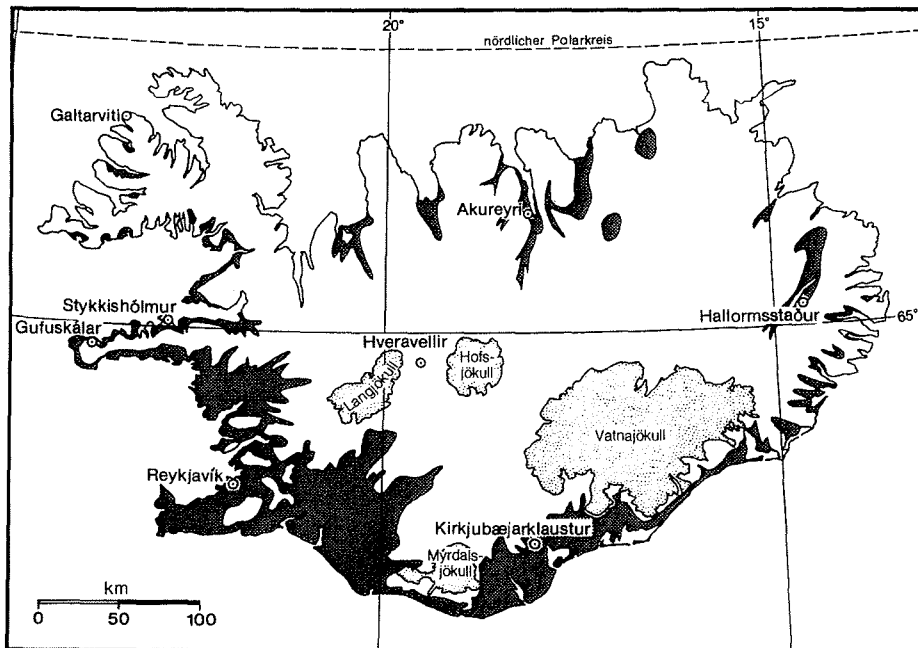 20°
15°
nördlicher Polarkreis
Galtarviti
Akureyri
Stykkishólmur
Gufuskálar
Hallormsstaður
65°
Hveravellir
Hofs-
jökull
Langjökull
Vatnajökull
Reykjavík
Kirkjubæjarklaustur
Mýrdals-
jökull
km
0 50 100